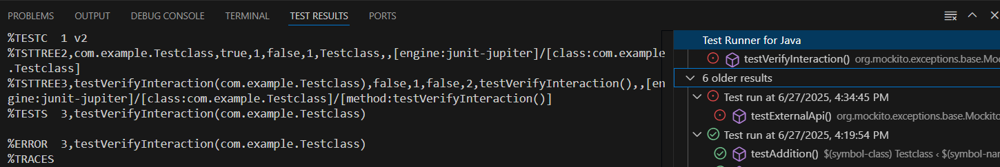 PROBLEMS OUTPUT DEBUG CONSOLE TERMINAL TEST RESULTS PORTS
%TESTC  1 v2
%TSTTREE2,com.example.Testclass,true,1,false,1,Testclass,,[engine:junit-jupiter]/[class:com.example
.Testclass]
%TSTTREE3,testVerifyInteraction(com.example.Testclass),false,1,false,2,testVerifyInteraction(),,[en
gine:junit-jupiter]/[class:com.example.Testclass]/[method:testVerifyInteraction()]
%TESTS  3,testVerifyInteraction(com.example.Testclass)
%ERROR  3,testVerifyInteraction(com.example.Testclass)
%TRACES
Test Runner for Java
testVerifyInteraction() org.mockito.exceptions.base.Mo
6 older results
Test run at 6/27/2025, 4:34:45 PM
testExternalApi() org.mockito.exceptions.base.Mockito
Test run at 6/27/2025, 4:19:54 PM
testAddition() $(symbol-class) Testclass ‹ $(symbol-na